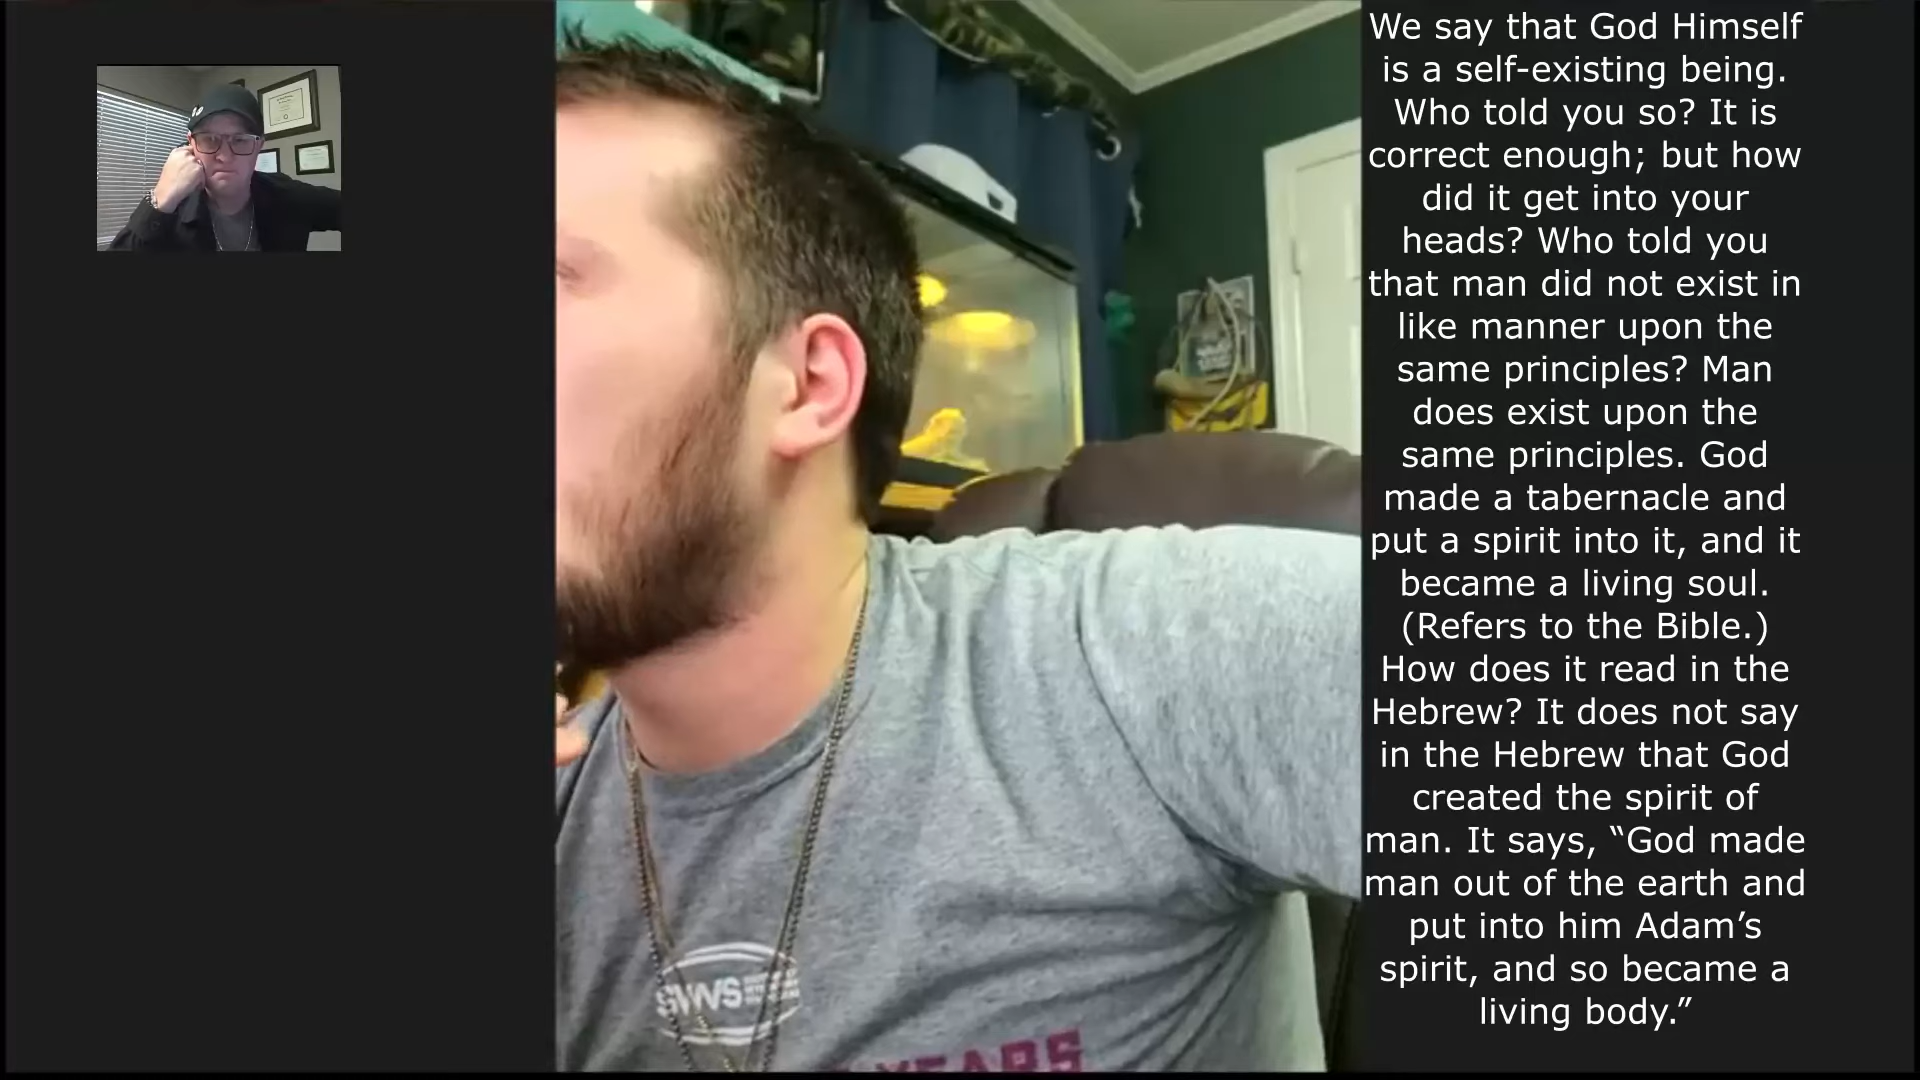 We say that God Himself
is a self-existing being.
Who told you so? It is
correct enough; but how
did it get into your
heads? Who told you
that man did not exist in
like manner upon the
same principles? Man
does exist upon the
same principles. God
made a tabernacle and
put a spirit into it, and it
became a living soul.
(Refers to the Bible.)
How does it read in the
Hebrew? It does not say
in the Hebrew that God
created the spirit of
man. It says, “God made
man out of the earth and
put into him Adam’s
spirit, and so became a
living body.”
SWS
YEARS